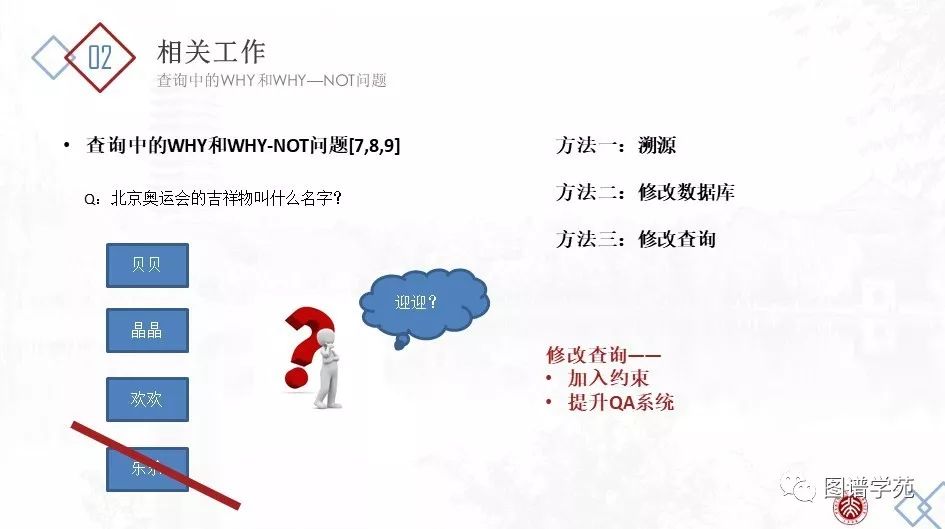 02
相关工作
查询中的WHY和WHY—NOT问题
• 查询中的WHY和WHY-NOT问题[7,8,9]
Q：北京奥运会的吉祥物叫什么名字？
贝贝
晶晶
欢欢
迎迎？
方法一：溯源
方法二：修改数据库
方法三：修改查询
修改查询——
• 加入约束
• 提升QA系统
图谱学苑